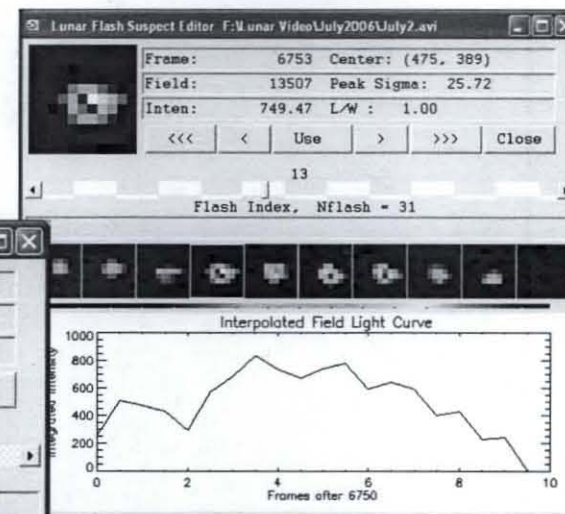 Lunar Flash Suspect Editor F:\Lunar Video\July2006\July2.avi
Frame: 6753 Center: (475, 389)
Field: 13507 Peak Sigma: 25.72
Inten: 749.47 L/W : 1.00
<<< < Use > >>> Close
13
Flash Index, Nflash = 31
Interpolated Field Light Curve
Integrated Intensity
1000
800
600
400
200
0
0 2 4 6 8 10
Frames after 6750